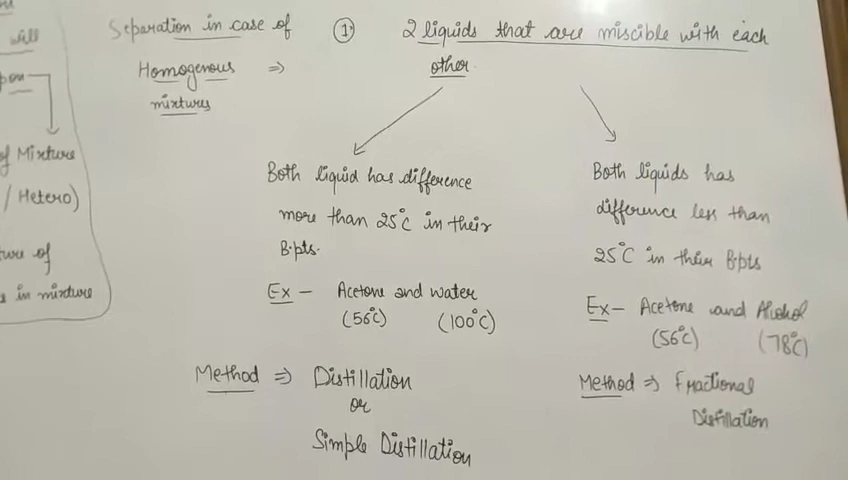 will
pon
of Mixture
/ Hetero)
ture of
in mixture
Separation in case of
Homogenous ⇒
mixtures
① 2 liquids that are miscible with each
other.
Both liquid has difference
more than 25°C in their
B.pts.
Ex – Acetone and water
(56°C) (100°C)
Method ⇒ Distillation
or
Simple Distillation
Both liquids has
difference less than
25°C in their B.pts
Ex – Acetone and Alcohol
(56°C) (78°C)
Method ⇒ Fractional
Distillation